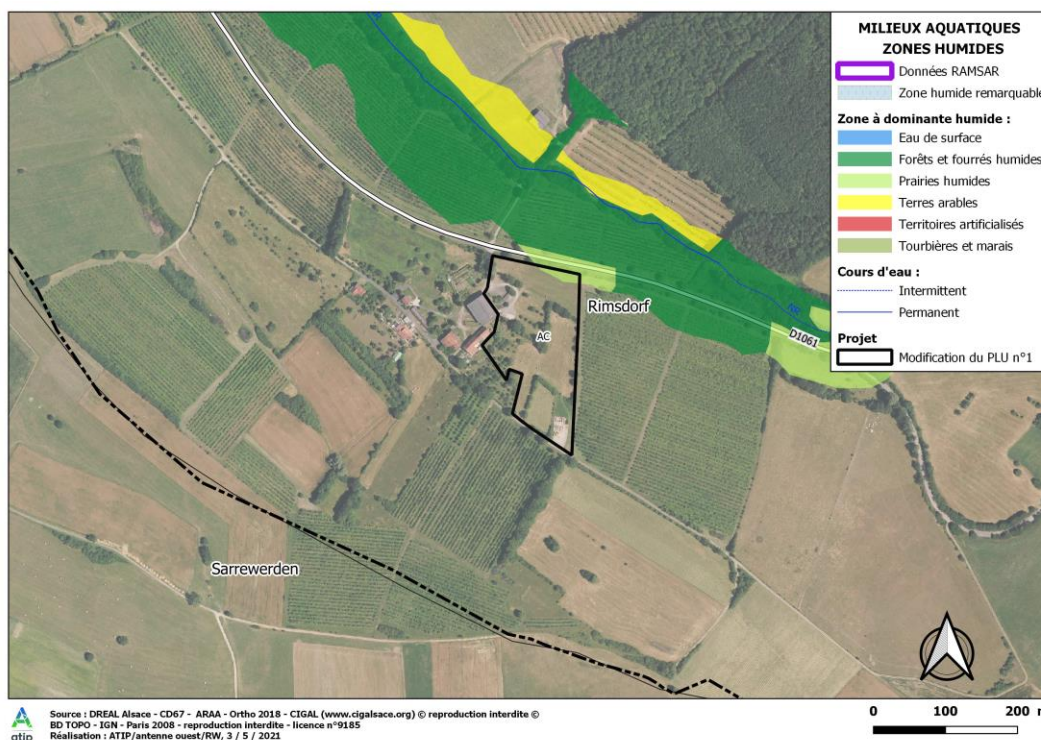 MILIEUX AQUATIQUES
ZONES HUMIDES
Données RAMSAR
Zone humide remarquable
Zone à dominante humide :
Eau de surface
Forêts et fourrés humides
Prairies humides
Terres arables
Territoires artificialisés
Tourbières et marais
Cours d'eau :
Intermittent
Permanent
Projet
Modification du PLU n°1
Rimsdorf
AC
D1061
Sarrewerden
atip
Source : DREAL Alsace - CD67 - ARAA - Ortho 2018 - CIGAL (www.cigalsace.org) © reproduction interdite ©
BD TOPO - IGN - Paris 2008 - reproduction interdite - licence n°9185
Réalisation : ATIP/antenne ouest/RW, 3 / 5 / 2021
0 100 200 m